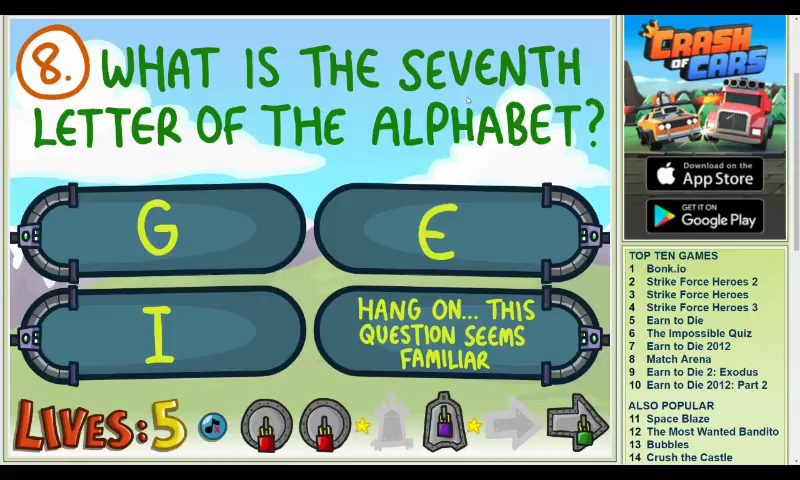 8. WHAT IS THE SEVENTH
LETTER OF THE ALPHABET?
G
E
I
HANG ON... THIS
QUESTION SEEMS
FAMILIAR
LIVES: 5
CRASH
OF
CARS
Download on the
App Store
GET IT ON
Google Play
TOP TEN GAMES
1 Bonk.io
2 Strike Force Heroes 2
3 Strike Force Heroes
4 Strike Force Heroes 3
5 Earn to Die
6 The Impossible Quiz
7 Earn to Die 2012
8 Match Arena
9 Earn to Die 2: Exodus
10 Earn to Die 2012: Part 2
ALSO POPULAR
11 Space Blaze
12 The Most Wanted Bandito
13 Bubbles
14 Crush the Castle